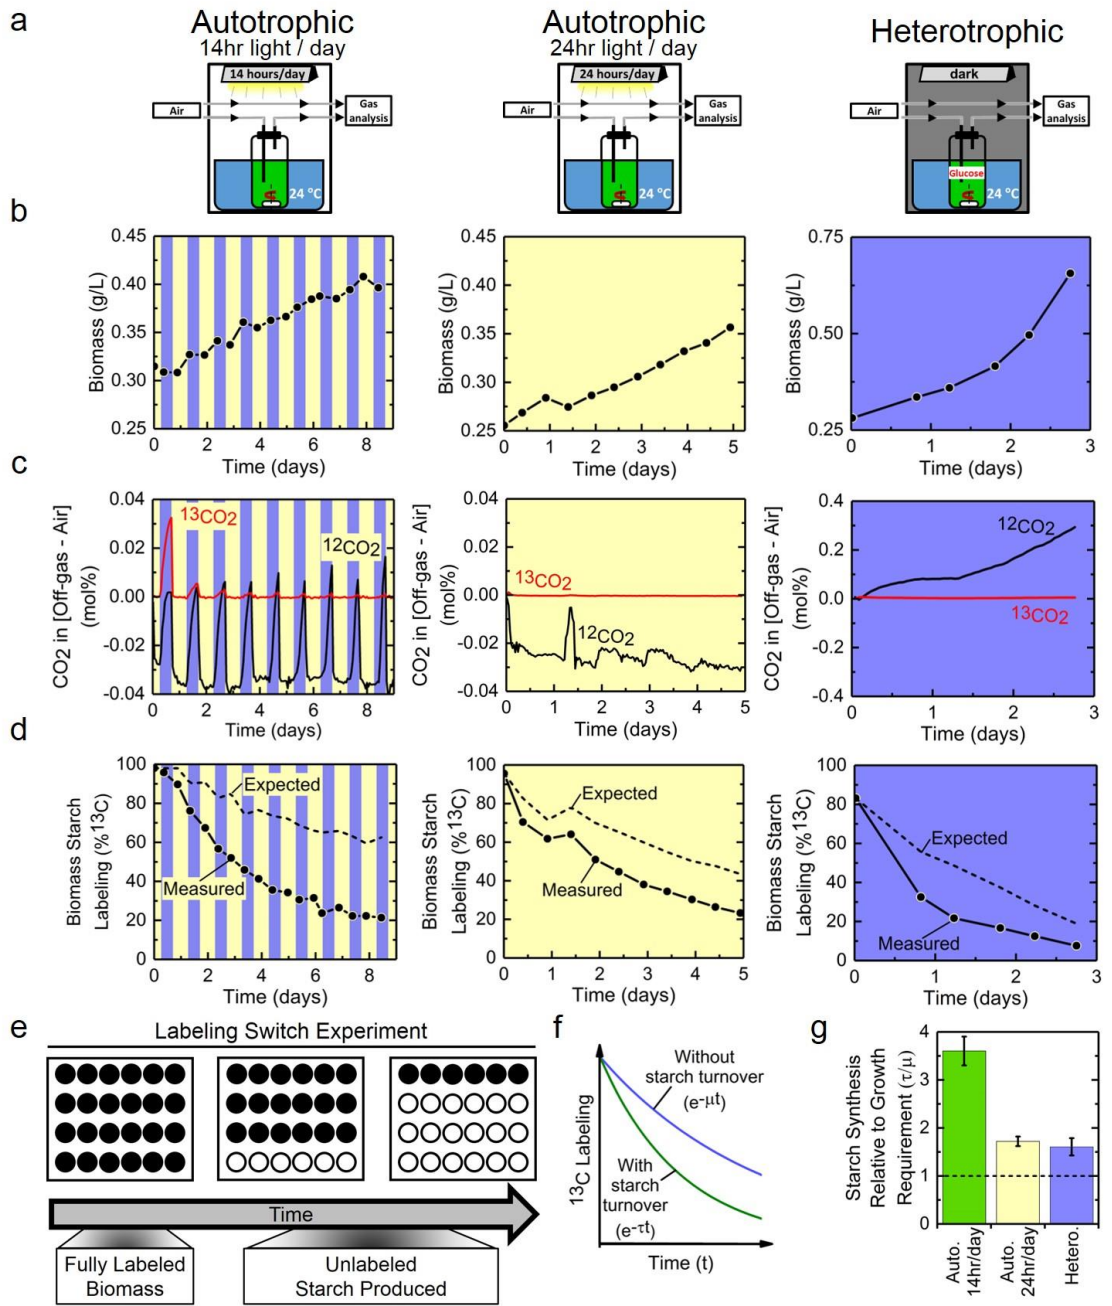 a
Autotrophic
14hr light / day
Autotrophic
24hr light / day
Heterotrophic
14 hours/day
Air
Gas
analysis
24 °C
24 hours/day
Air
Gas
analysis
24 °C
dark
Air
Gas
analysis
Glucose
24 °C
b
Biomass (g/L)
0.45
0.40
0.35
0.30
0.25
0 2 4 6 8
Time (days)
Biomass (g/L)
0.45
0.40
0.35
0.30
0.25
0 1 2 3 4 5
Time (days)
Biomass (g/L)
0.75
0.50
0.25
0 1 2 3
Time (days)
c
CO2 in [Off-gas - Air]
(mol%)
0.04
0.02
0.00
-0.02
-0.04
13CO2
12CO2
0 2 4 6 8
Time (days)
CO2 in [Off-gas - Air]
(mol%)
0.04
0.02
0.00
-0.02
-0.04
13CO2
12CO2
0 1 2 3 4 5
Time (days)
CO2 in [Off-gas - Air]
(mol%)
0.4
0.2
0.0
-0.2
-0.4
12CO2
13CO2
0 1 2 3
Time (days)
d
Biomass Starch
Labeling (%13C)
100
80
60
40
20
0
Expected
Measured
0 2 4 6 8
Time (days)
Biomass Starch
Labeling (%13C)
100
80
60
40
20
0
Expected
Measured
0 1 2 3 4 5
Time (days)
Biomass Starch
Labeling (%13C)
100
80
60
40
20
0
Expected
Measured
0 1 2 3
Time (days)
e
Labeling Switch Experiment
Time
Fully Labeled
Biomass
Unlabeled
Starch Produced
f
13C Labeling
Without
starch turnover
(e-μt)
With
starch
turnover
(e-τt)
Time (t)
g
Starch Synthesis
Relative to Growth
Requirement (τ/μ)
4
3
2
1
0
Auto.
14hr/day
Auto.
24hr/day
Hetero.